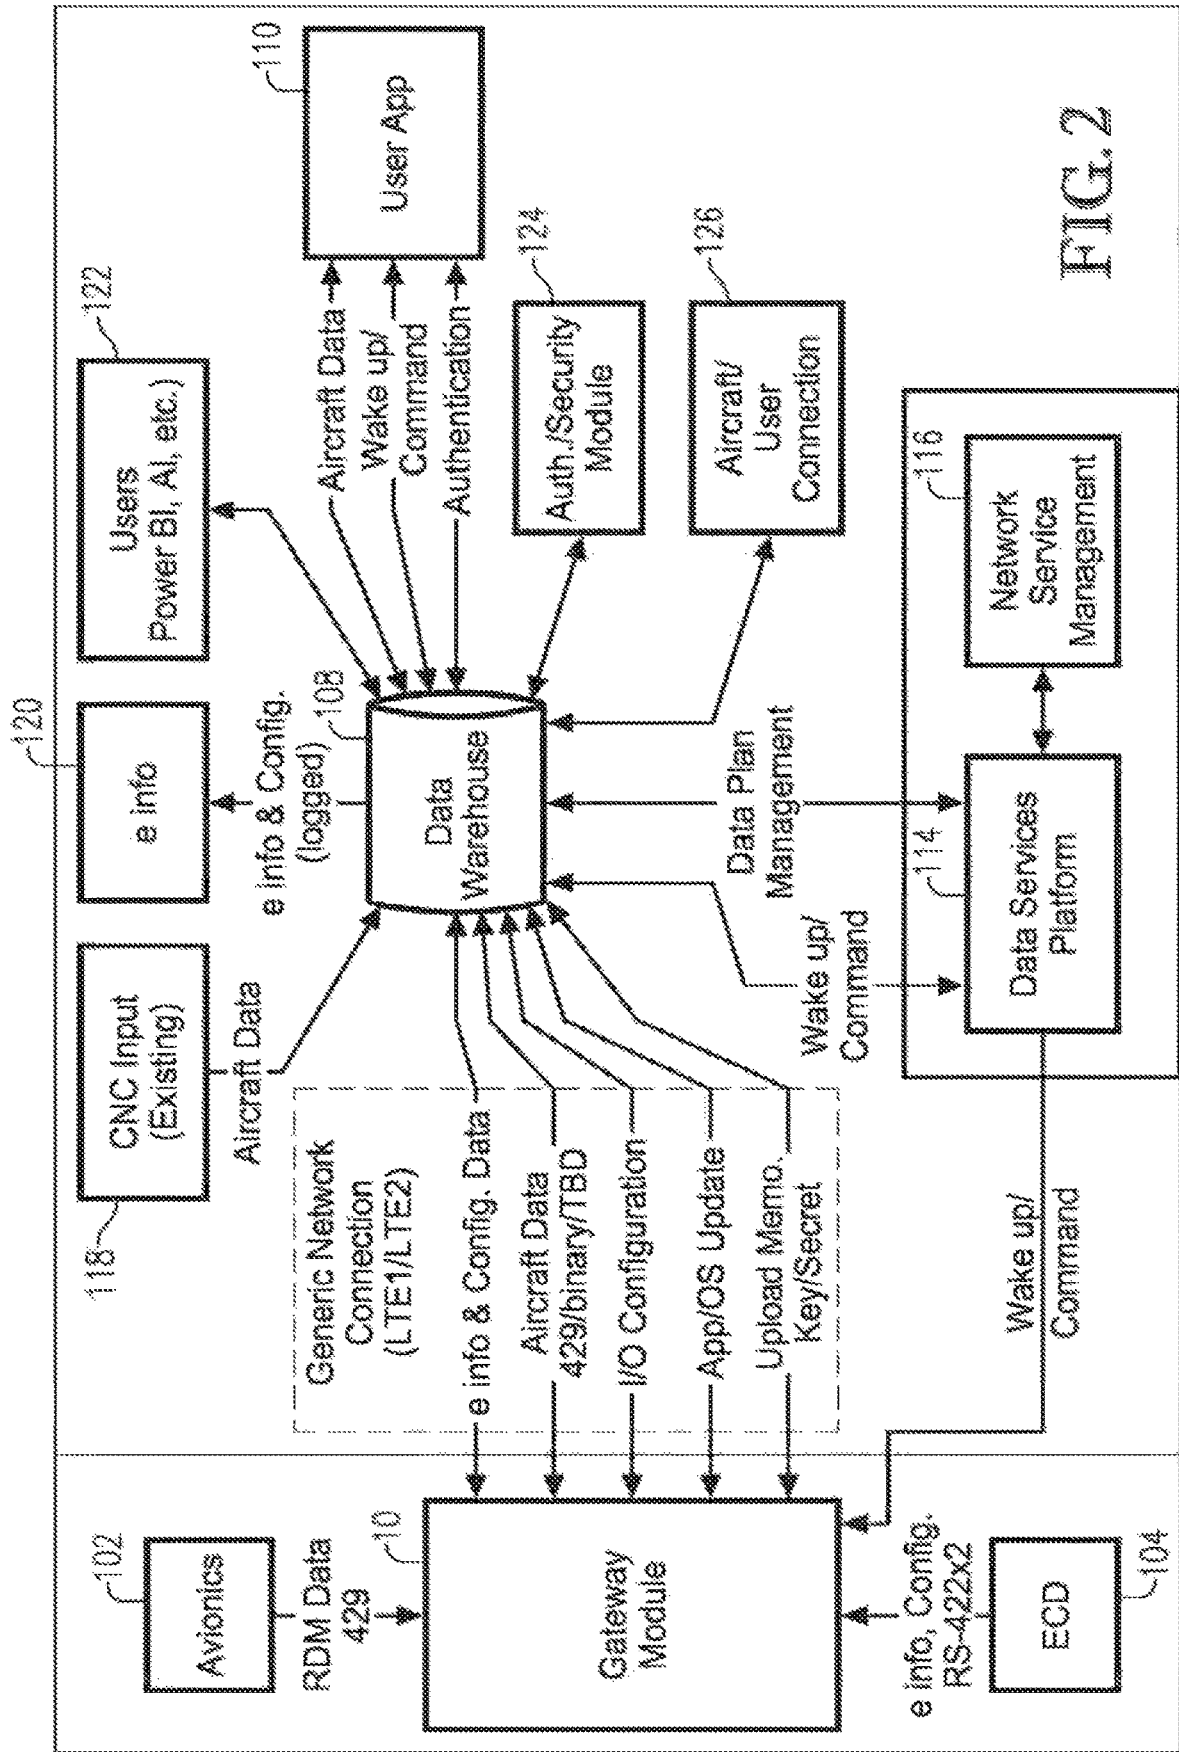 102
Avionics
RDM Data
429
10
Gateway
Module
e info, Config.
RS-422x2
ECD
104
118
CNC Input
(Existing)
Aircraft Data
Generic Network
Connection
(LTE1/LTE2)
e info & Config. Data
Aircraft Data
429/binary/TBD
I/O Configuration
App/OS Update
Upload Memo.
Key/Secret
Wake up/
Command
120
e info
e info & Config.
(logged)
108
Data
Warehouse
Wake up/
Command
Data Plan
Management
114
Data Services
Platform
116
Network
Service
Management
122
Users
Power BI, AI, etc.)
Aircraft Data
Wake up/
Command
Authentication
110
User App
124
Auth./Security
Module
126
Aircraft/
User
Connection
FIG. 2